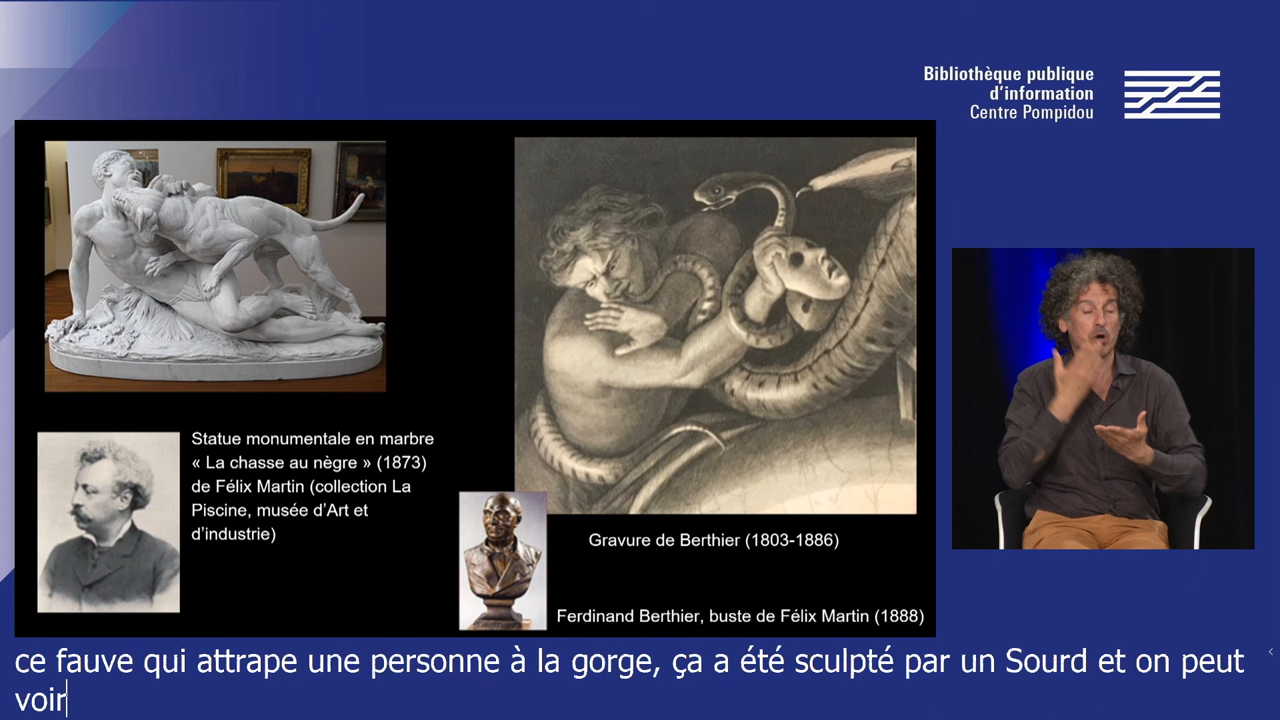 Bibliothèque publique
d'information
Centre Pompidou
Statue monumentale en marbre
« La chasse au nègre » (1873)
de Félix Martin (collection La
Piscine, musée d'Art et
d'industrie)
Gravure de Berthier (1803-1886)
Ferdinand Berthier, buste de Félix Martin (1888)
ce fauve qui attrape une personne à la gorge, ça a été sculpté par un Sourd et on peut
voir